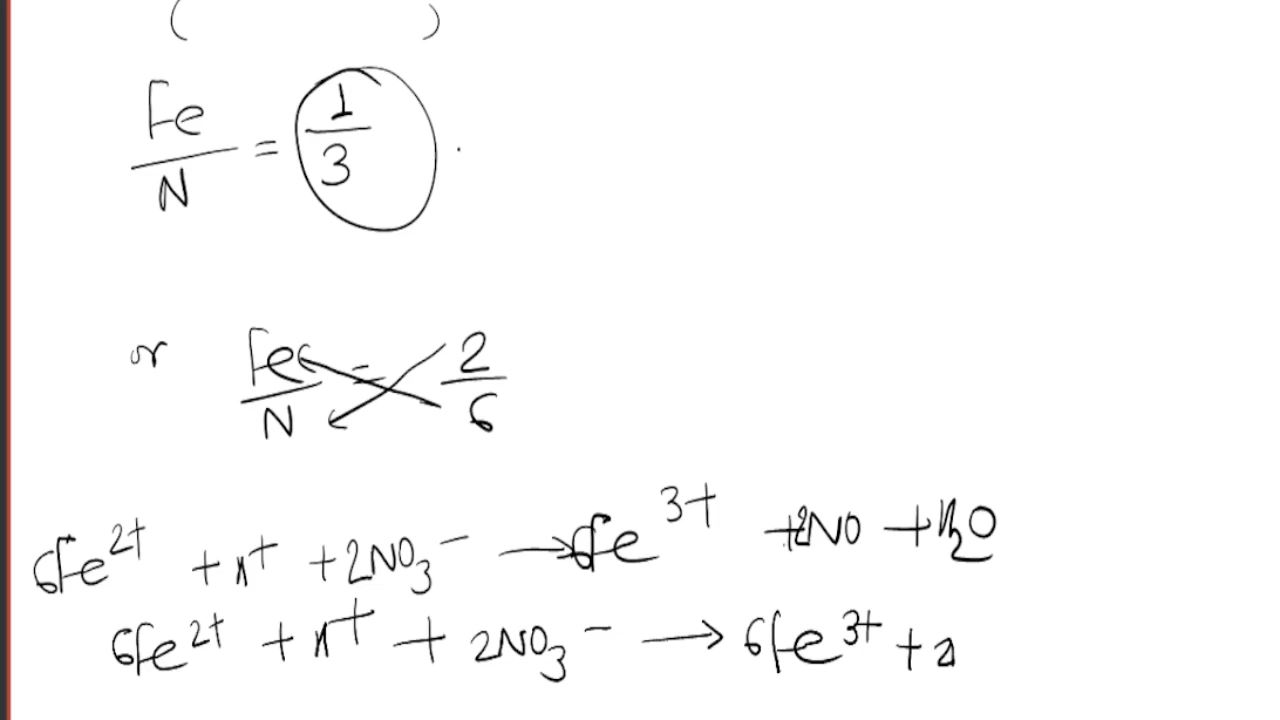 ( )
Fe/N = 1/3 .
or Fe/N = 2/6
6Fe²⁺ + H⁺ + 2NO₃⁻ → 6Fe³⁺ + 2NO + H₂O
6Fe²⁺ + H⁺ + 2NO₃⁻ → 6Fe³⁺ + 2